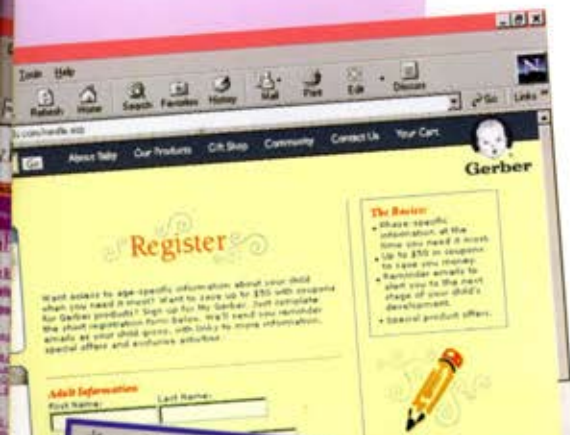 Tools Help
Refresh Home Search Favorites History Mail Print Edit Discuss
Go Links
Go About Baby Our Products Gift Shop Community Contact Us Your Cart
Gerber
Register
Want access to age-specific information about your child
when you need it most? Want to save up to $50 with coupons
for Gerber products? Sign up for My Gerber. Just complete
the short registration form below. We'll send you reminder
emails as your child grows, with links to more information,
special offers and exclusive activities.
The Basics:
• Phase-specific
information at the
time you need it most.
• Up to $50 in coupons
to save you money.
• Reminder emails to
alert you to the next
stage of your child's
development.
• Special product offers.
Adult Information
First Name: Last Name: